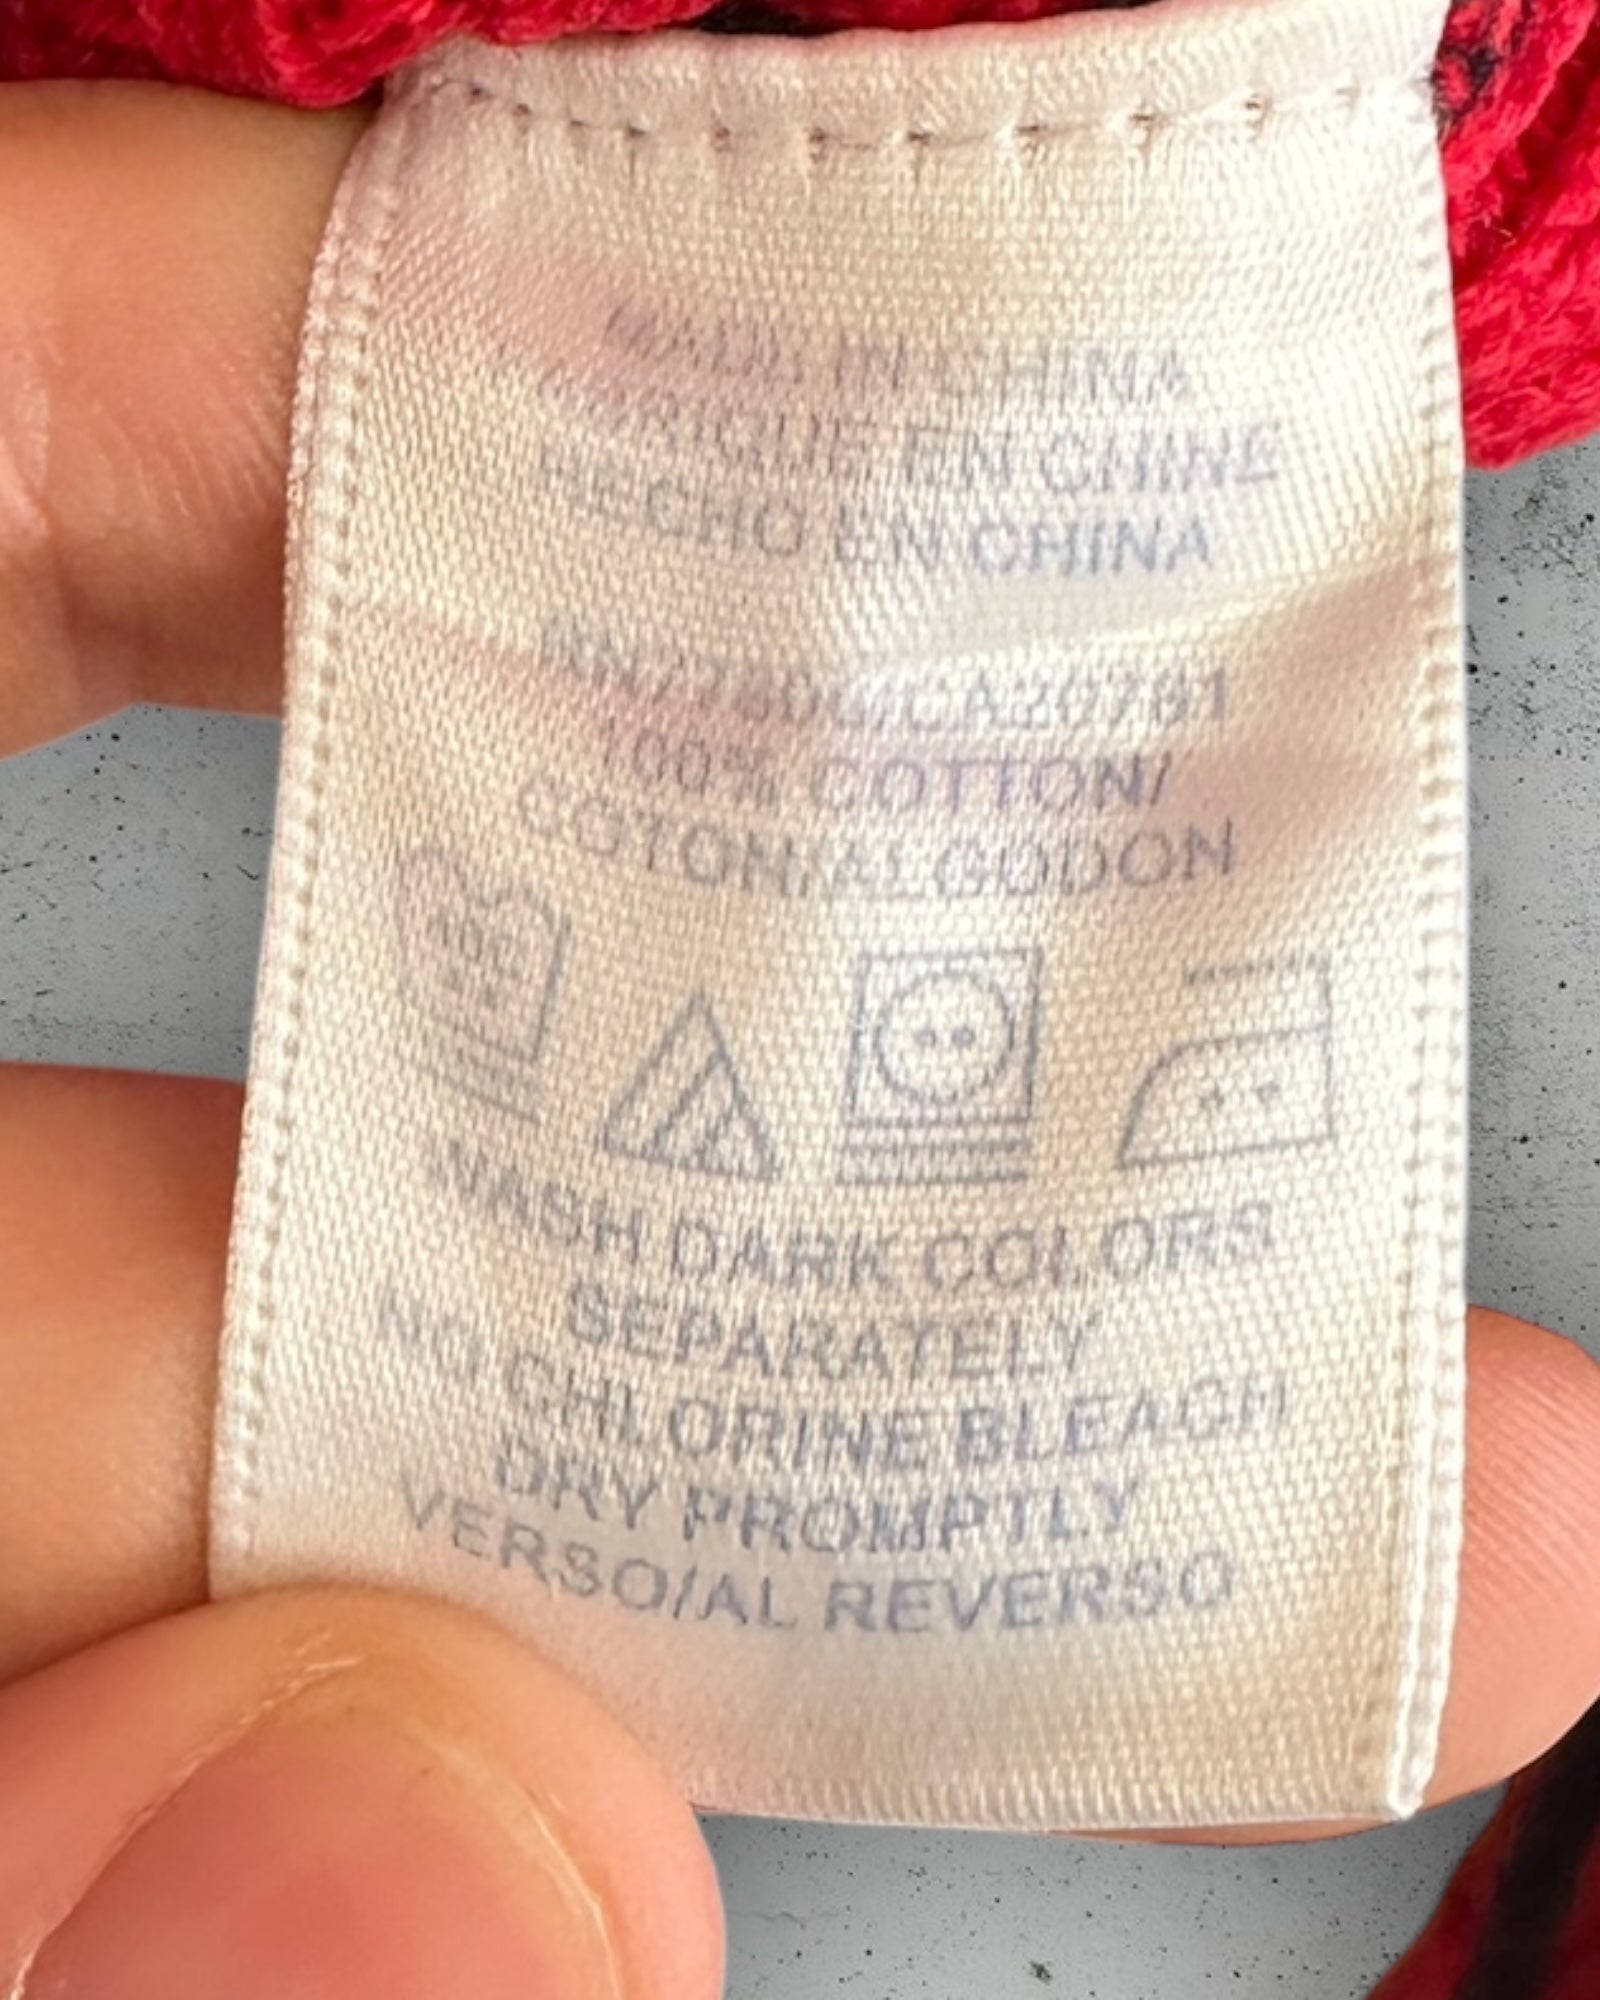 MADE IN CHINA
FABRIQUE EN CHINE
HECHO EN CHINA
100% COTTON/
COTON/ALGODON
WASH DARK COLORS
SEPARATELY
NO CHLORINE BLEACH
DRY PROMPTLY
VERSO/AL REVERSO